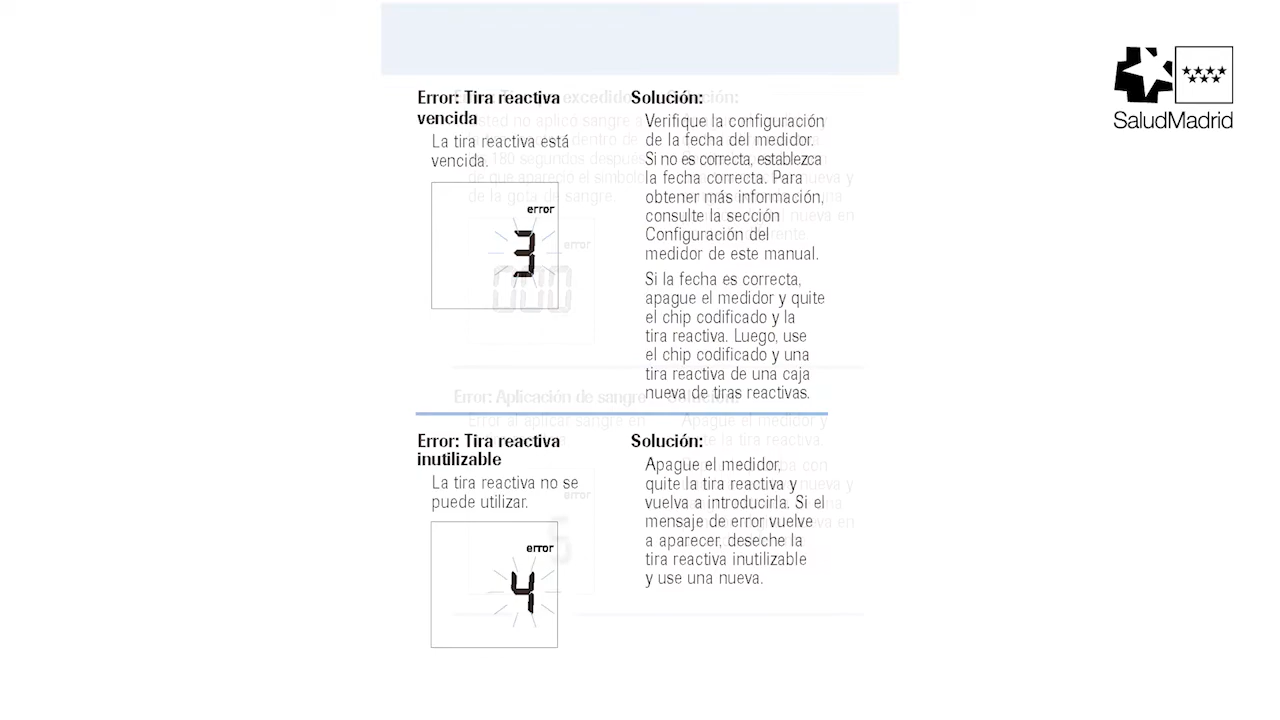 SaludMadrid
Error: Tira reactiva
vencida
La tira reactiva está
vencida.
error
3
Solución:
Verifique la configuración
de la fecha del medidor.
Si no es correcta, establezca
la fecha correcta. Para
obtener más información,
consulte la sección
Configuración del
medidor de este manual.
Si la fecha es correcta,
apague el medidor y quite
el chip codificado y la
tira reactiva. Luego, use
el chip codificado y una
tira reactiva de una caja
nueva de tiras reactivas.
Error: Tira reactiva
inutilizable
La tira reactiva no se
puede utilizar.
error
4
Solución:
Apague el medidor,
quite la tira reactiva y
vuelva a introducirla. Si el
mensaje de error vuelve
a aparecer, deseche la
tira reactiva inutilizable
y use una nueva.